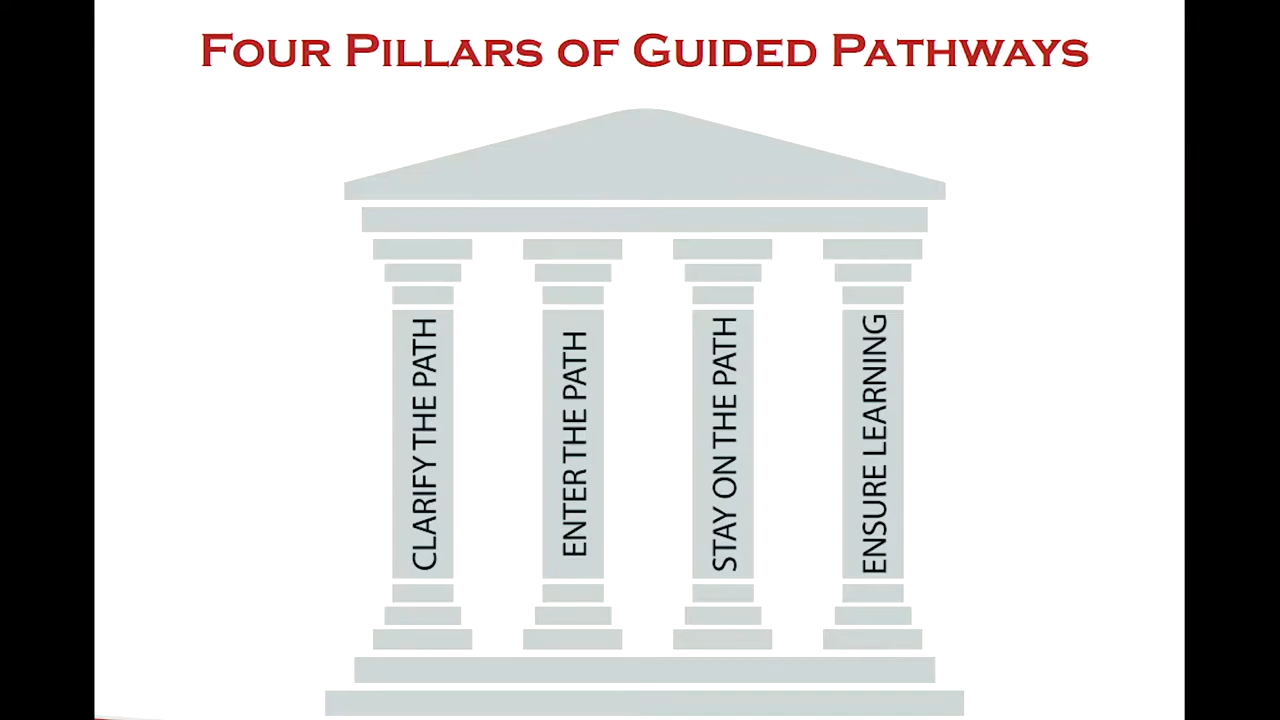 FOUR PILLARS OF GUIDED PATHWAYS
CLARIFY THE PATH
ENTER THE PATH
STAY ON THE PATH
ENSURE LEARNING